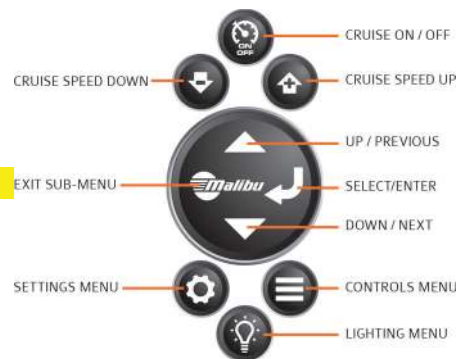 CRUISE ON / OFF
ON
OFF
CRUISE SPEED DOWN
CRUISE SPEED UP
UP / PREVIOUS
EXIT SUB-MENU
Malibu
SELECT/ENTER
DOWN / NEXT
SETTINGS MENU
CONTROLS MENU
LIGHTING MENU